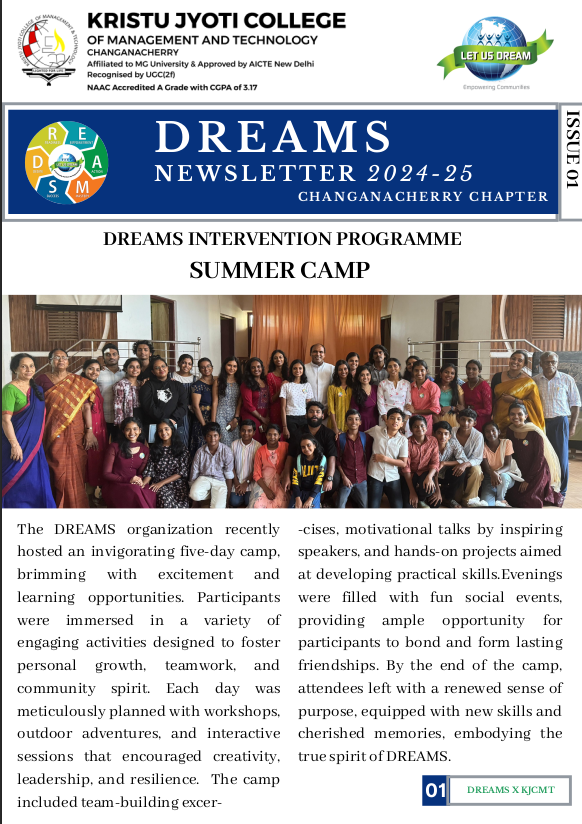 KRISTU JYOTI COLLEGE
OF MANAGEMENT AND TECHNOLOGY
CHANGANACHERRY
Affiliated to MG University & Approved by AICTE New Delhi
Recognised by UGC(2f)
NAAC Accredited A Grade with CGPA of 3.17
LET US DREAM
Empowering Communities
DREAMS
NEWSLETTER 2024-25
CHANGANACHERRY CHAPTER
ISSUE 01
D
R
E
A
M
S
DREAMS INTERVENTION PROGRAMME
SUMMER CAMP
The DREAMS organization recently
hosted an invigorating five-day camp,
brimming with excitement and
learning opportunities. Participants
were immersed in a variety of
engaging activities designed to foster
personal growth, teamwork, and
community spirit. Each day was
meticulously planned with workshops,
outdoor adventures, and interactive
sessions that encouraged creativity,
leadership, and resilience. The camp
included team-building excer-
-cises, motivational talks by inspiring
speakers, and hands-on projects aimed
at developing practical skills.Evenings
were filled with fun social events,
providing ample opportunity for
participants to bond and form lasting
friendships. By the end of the camp,
attendees left with a renewed sense of
purpose, equipped with new skills and
cherished memories, embodying the
true spirit of DREAMS.
01
DREAMS X KJCMT